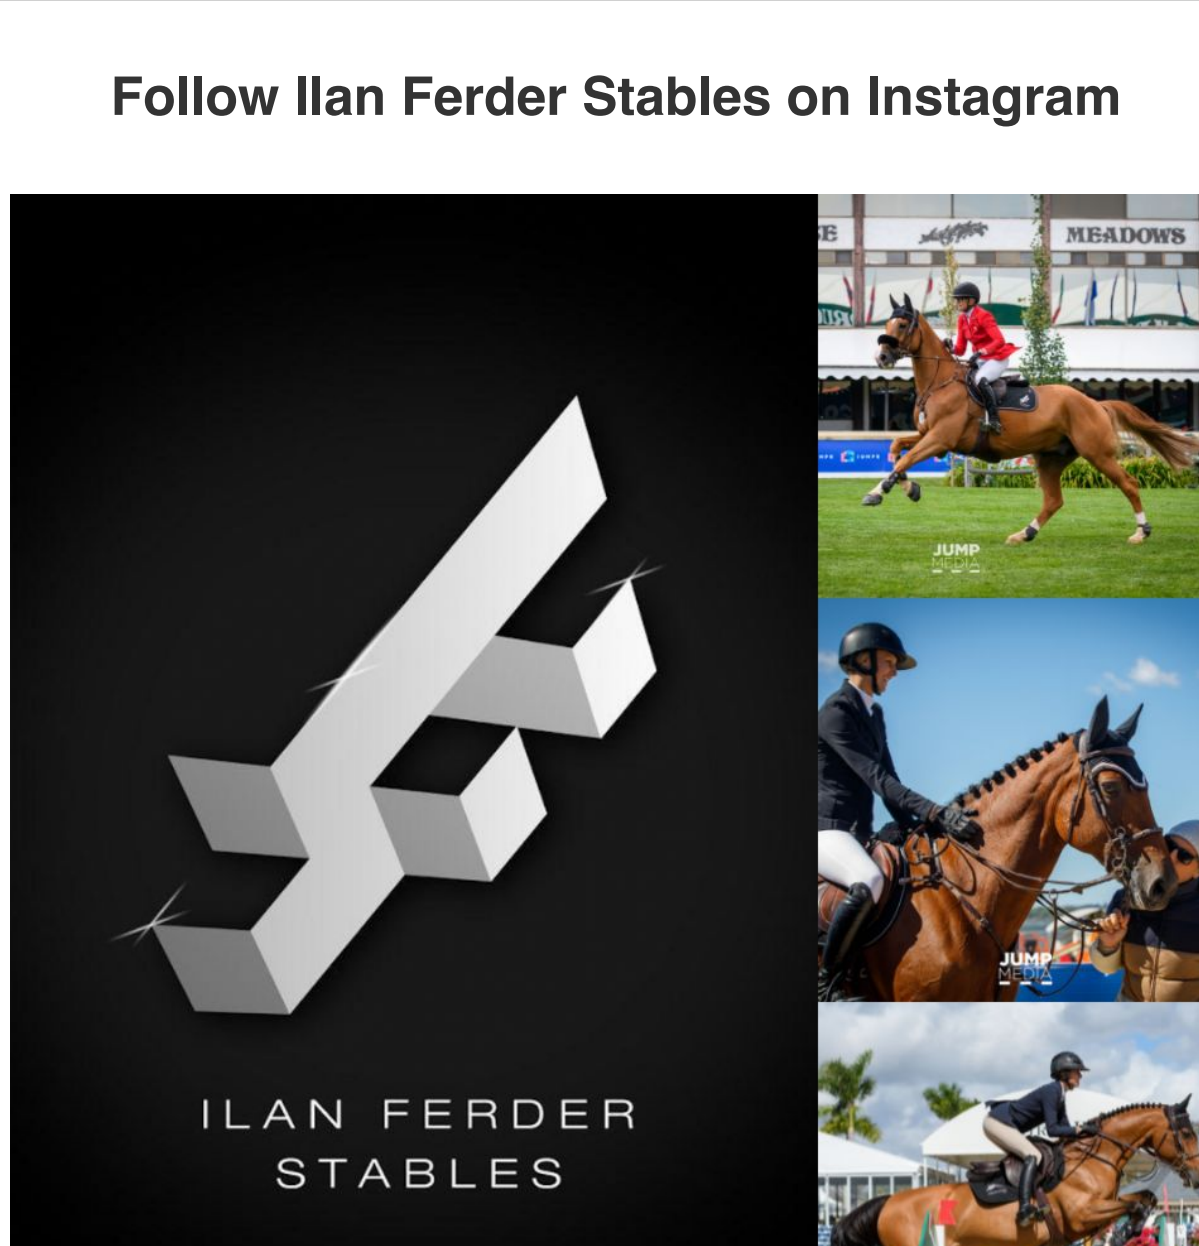 Follow Ilan Ferder Stables on Instagram
MEADOWS
JUMP
MEDIA
JUMP
MEDIA
ILAN FERDER
STABLES